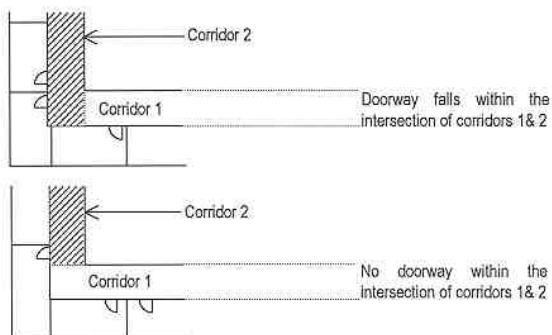 Corridor 2
Corridor 1
Doorway falls within the
intersection of corridors 1& 2
Corridor 2
Corridor 1
No doorway within the
intersection of corridors 1& 2